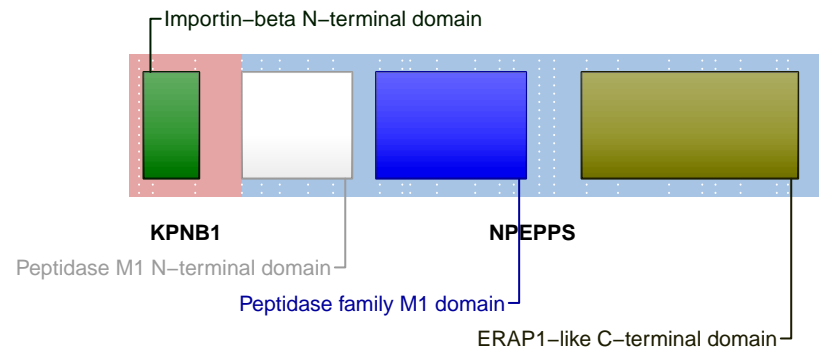 Importin−beta N−terminal domain
KPNB1 NPEPPS
Peptidase M1 N−terminal domain
Peptidase family M1 domain
ERAP1−like C−terminal domain